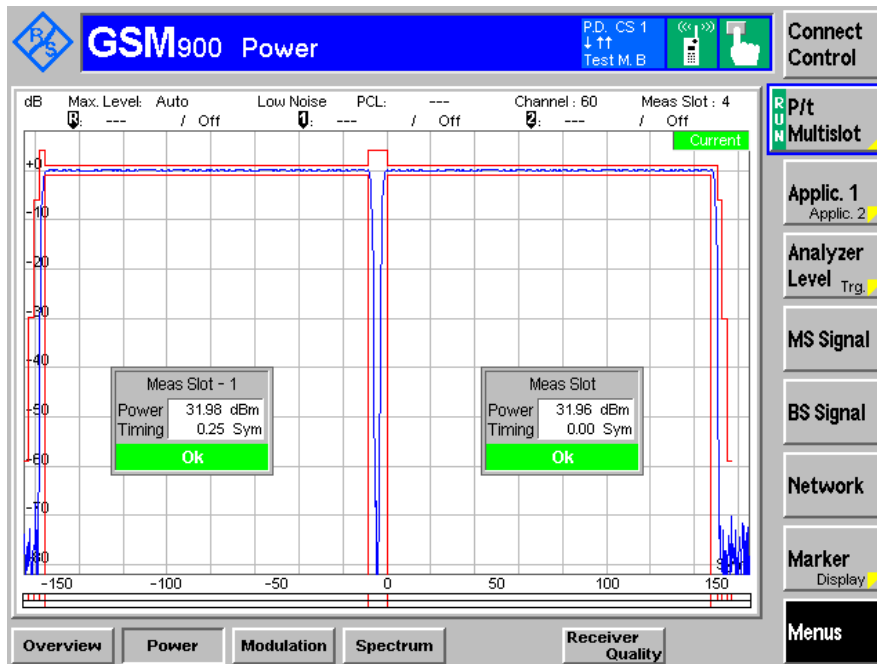 R&S
GSM900 Power
P.D. CS 1
↓ ↑↑
Test M. B
Connect Control
dB Max. Level: Auto Low Noise PCL: --- Channel : 60 Meas Slot : 4
R: --- / Off 1: --- / Off 2: --- / Off
Current
RUN
P/t
Multislot
Applic. 1
Applic. 2
Analyzer
Level Trg.
MS Signal
BS Signal
Network
Marker
Display
Menus
+0
-10
-20
-30
-40
-50
-60
-70
-80
Meas Slot - 1
Power 31.98 dBm
Timing 0.25 Sym
Ok
Meas Slot
Power 31.96 dBm
Timing 0.00 Sym
Ok
-150 -100 -50 0 50 100 150
Overview Power Modulation Spectrum Receiver Quality